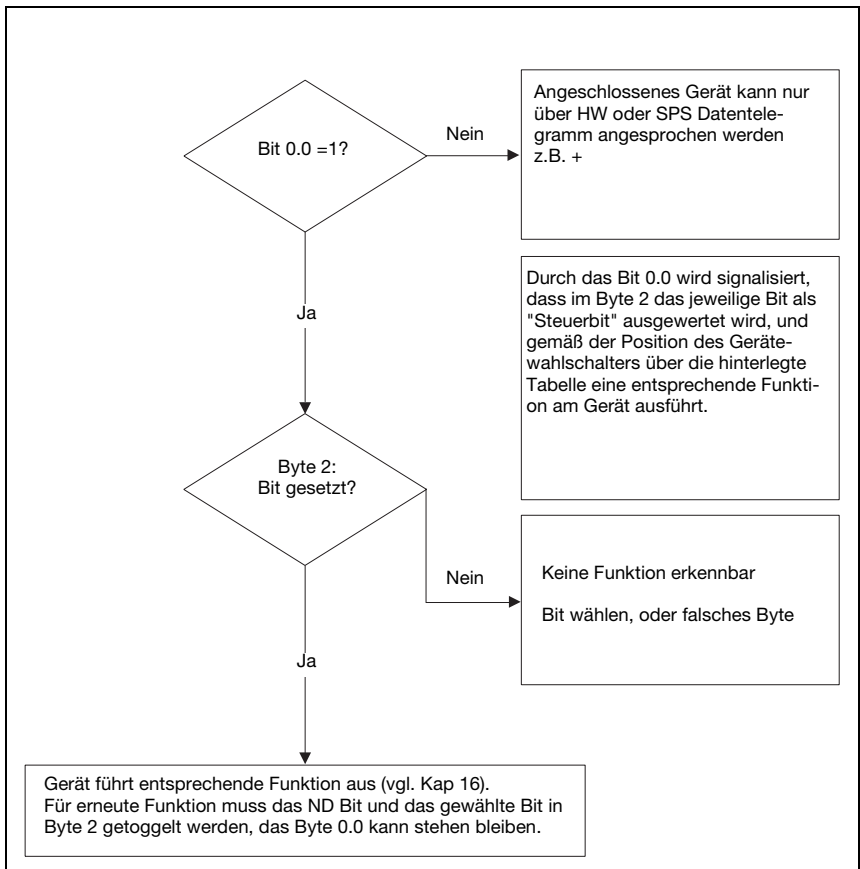 Bit 0.0 =1?
Nein
Angeschlossenes Gerät kann nur
über HW oder SPS Datentele-
gramm angesprochen werden
z.B. +
Ja
Durch das Bit 0.0 wird signalisiert,
dass im Byte 2 das jeweilige Bit als
"Steuerbit" ausgewertet wird, und
gemäß der Position des Geräte-
wahlschalters über die hinterlegte
Tabelle eine entsprechende Funkti-
on am Gerät ausführt.
Byte 2:
Bit gesetzt?
Nein
Keine Funktion erkennbar
Bit wählen, oder falsches Byte
Ja
Gerät führt entsprechende Funktion aus (vgl. Kap 16).
Für erneute Funktion muss das ND Bit und das gewählte Bit in
Byte 2 getoggelt werden, das Byte 0.0 kann stehen bleiben.